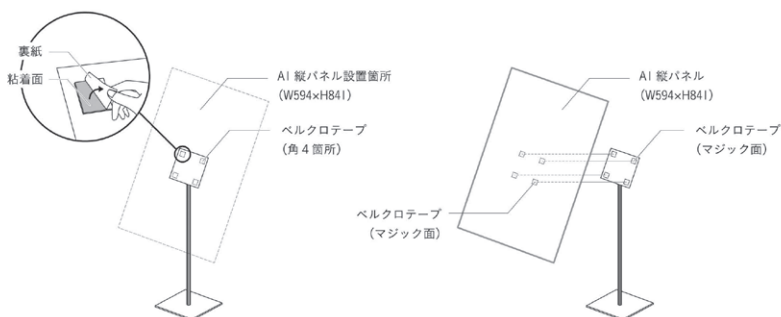 裏紙
粘着面
A1 縦パネル設置箇所
(W594×H841)
ベルクロテープ
(角4箇所)
A1 縦パネル
(W594×H841)
ベルクロテープ
(マジック面)
ベルクロテープ
(マジック面)